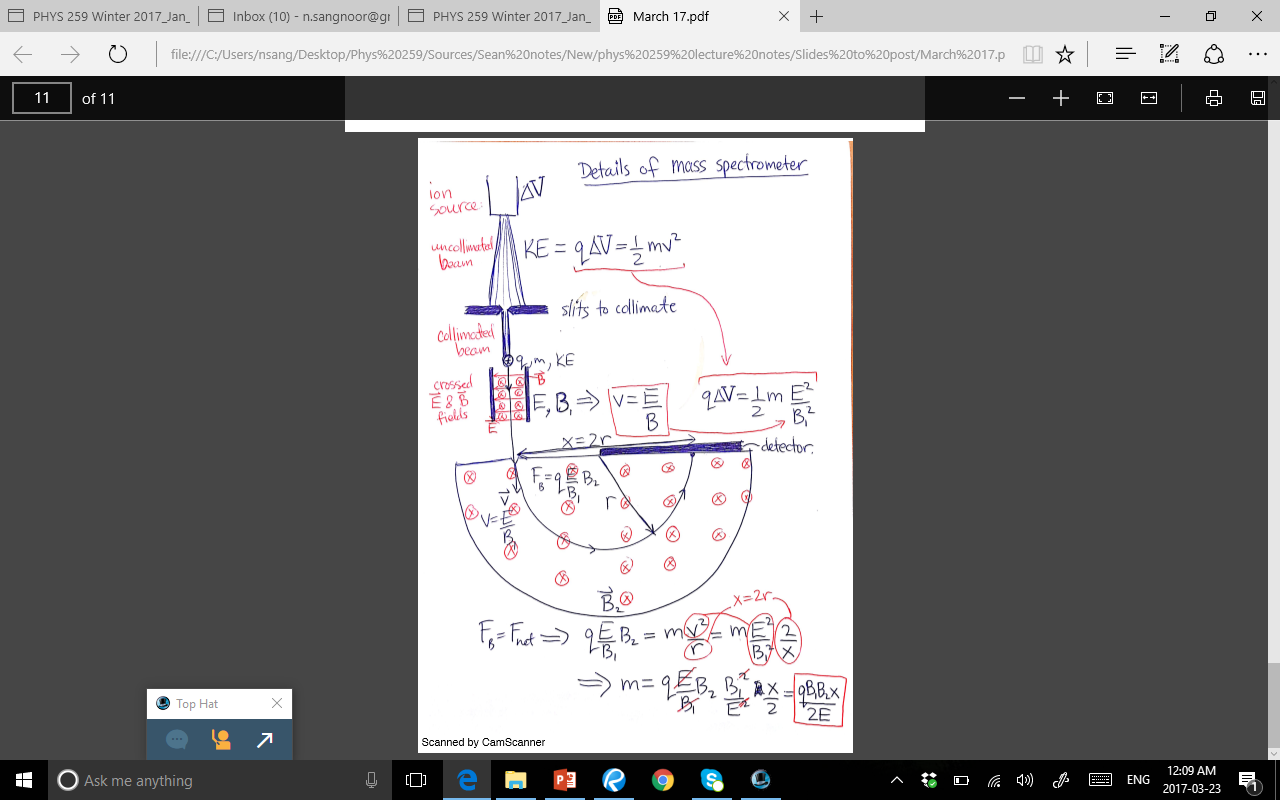 PHYS 259 Winter 2017_Jan_
Inbox (10) - n.sangnoor@gr
PHYS 259 Winter 2017_Jan_
March 17.pdf
file:///C:/Users/nsang/Desktop/Phys%20259/Sources/Sean%20notes/New/phys%20259%20lecture%20notes/Slides%20to%20post/March%2017.p
11 of 11
Details of mass spectrometer
ion
source:
ΔV
uncollimated
beam
KE = qΔV = 1/2 mv²
slits to collimate
collimated
beam
q, m, KE
crossed
E⃗ & B⃗
fields
B⃗
E⃗
E, B₁ ⇒ v = E/B
qΔV = 1/2 m E²/B₁²
x = 2r
detector.
F_B = q E/B₁ B₂
r
v⃗
v = E/B₁
B⃗₂
x = 2r
F_B = F_net ⇒ q E/B₁ B₂ = m v²/r = m E²/B₁² 2/x
⇒ m = q E/B₁ B₂ B₁²/E² x/2 = qB₁B₂x/2E
Scanned by CamScanner
Top Hat
Ask me anything
ENG
12:09 AM
2017-03-23
1